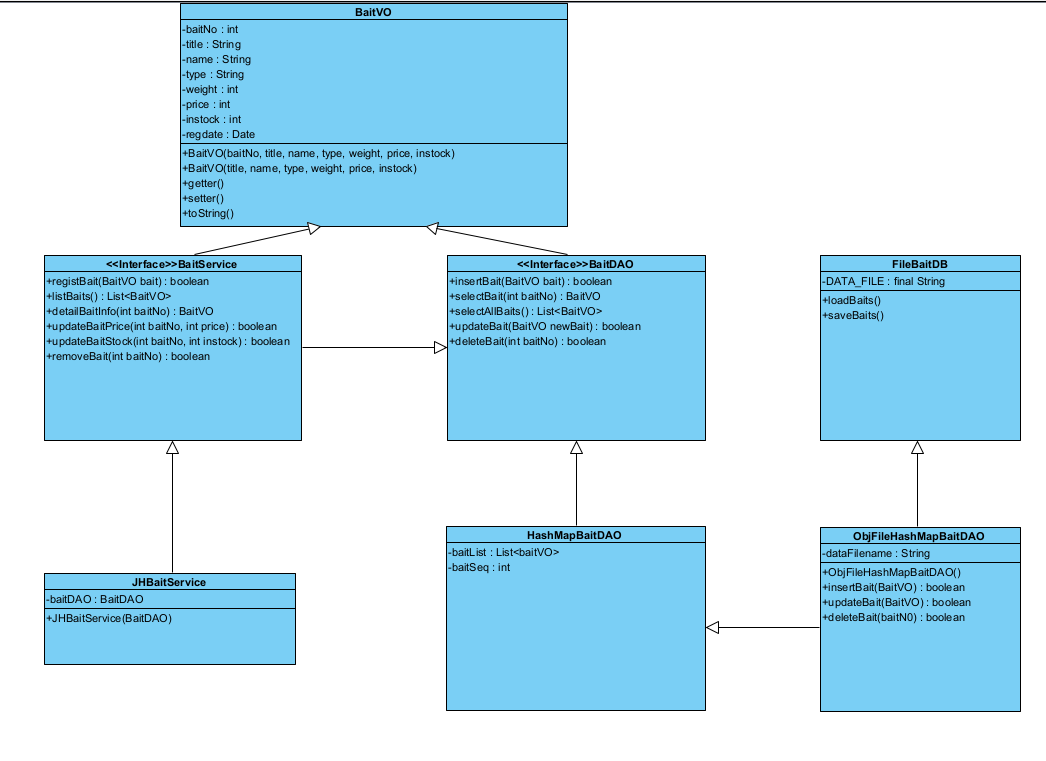 BaitVO
-baitNo : int
-title : String
-name : String
-type : String
-weight : int
-price : int
-instock : int
-regdate : Date
+BaitVO(baitNo, title, name, type, weight, price, instock)
+BaitVO(title, name, type, weight, price, instock)
+getter()
+setter()
+toString()
<<Interface>>BaitService
+registBait(BaitVO bait) : boolean
+listBaits() : List<BaitVO>
+detailBaitInfo(int baitNo) : BaitVO
+updateBaitPrice(int baitNo, int price) : boolean
+updateBaitStock(int baitNo, int instock) : boolean
+removeBait(int baitNo) : boolean
<<Interface>>BaitDAO
+insertBait(BaitVO bait) : boolean
+selectBait(int baitNo) : BaitVO
+selectAllBaits() : List<BaitVO>
+updateBait(BaitVO newBait) : boolean
+deleteBait(int baitNo) : boolean
FileBaitDB
-DATA_FILE : final String
+loadBaits()
+saveBaits()
JHBaitService
-baitDAO : BaitDAO
+JHBaitService(BaitDAO)
HashMapBaitDAO
-baitList : List<baitVO>
-baitSeq : int
ObjFileHashMapBaitDAO
-dataFilename : String
+ObjFileHashMapBaitDAO()
+insertBait(BaitVO) : boolean
+updateBait(BaitVO) : boolean
+deleteBait(baitN0) : boolean